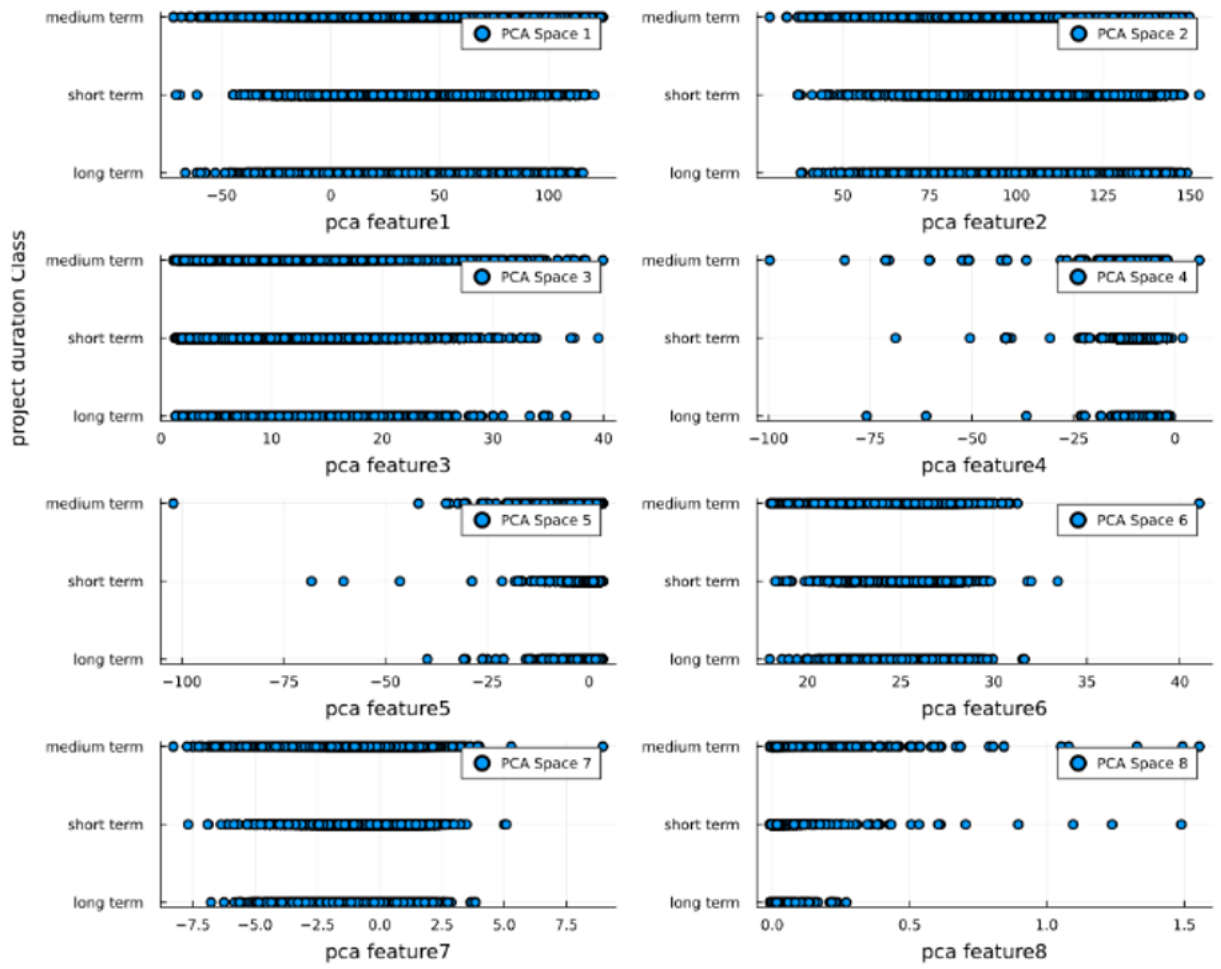 project duration Class
medium term
short term
long term
PCA Space 1
−50 0 50 100
pca feature1
medium term
short term
long term
PCA Space 2
50 75 100 125 150
pca feature2
medium term
short term
long term
PCA Space 3
0 10 20 30 40
pca feature3
medium term
short term
long term
PCA Space 4
−100 −75 −50 −25 0
pca feature4
medium term
short term
long term
PCA Space 5
−100 −75 −50 −25 0
pca feature5
medium term
short term
long term
PCA Space 6
20 25 30 35 40
pca feature6
medium term
short term
long term
PCA Space 7
−7.5 −5.0 −2.5 0.0 2.5 5.0 7.5
pca feature7
medium term
short term
long term
PCA Space 8
0.0 0.5 1.0 1.5
pca feature8